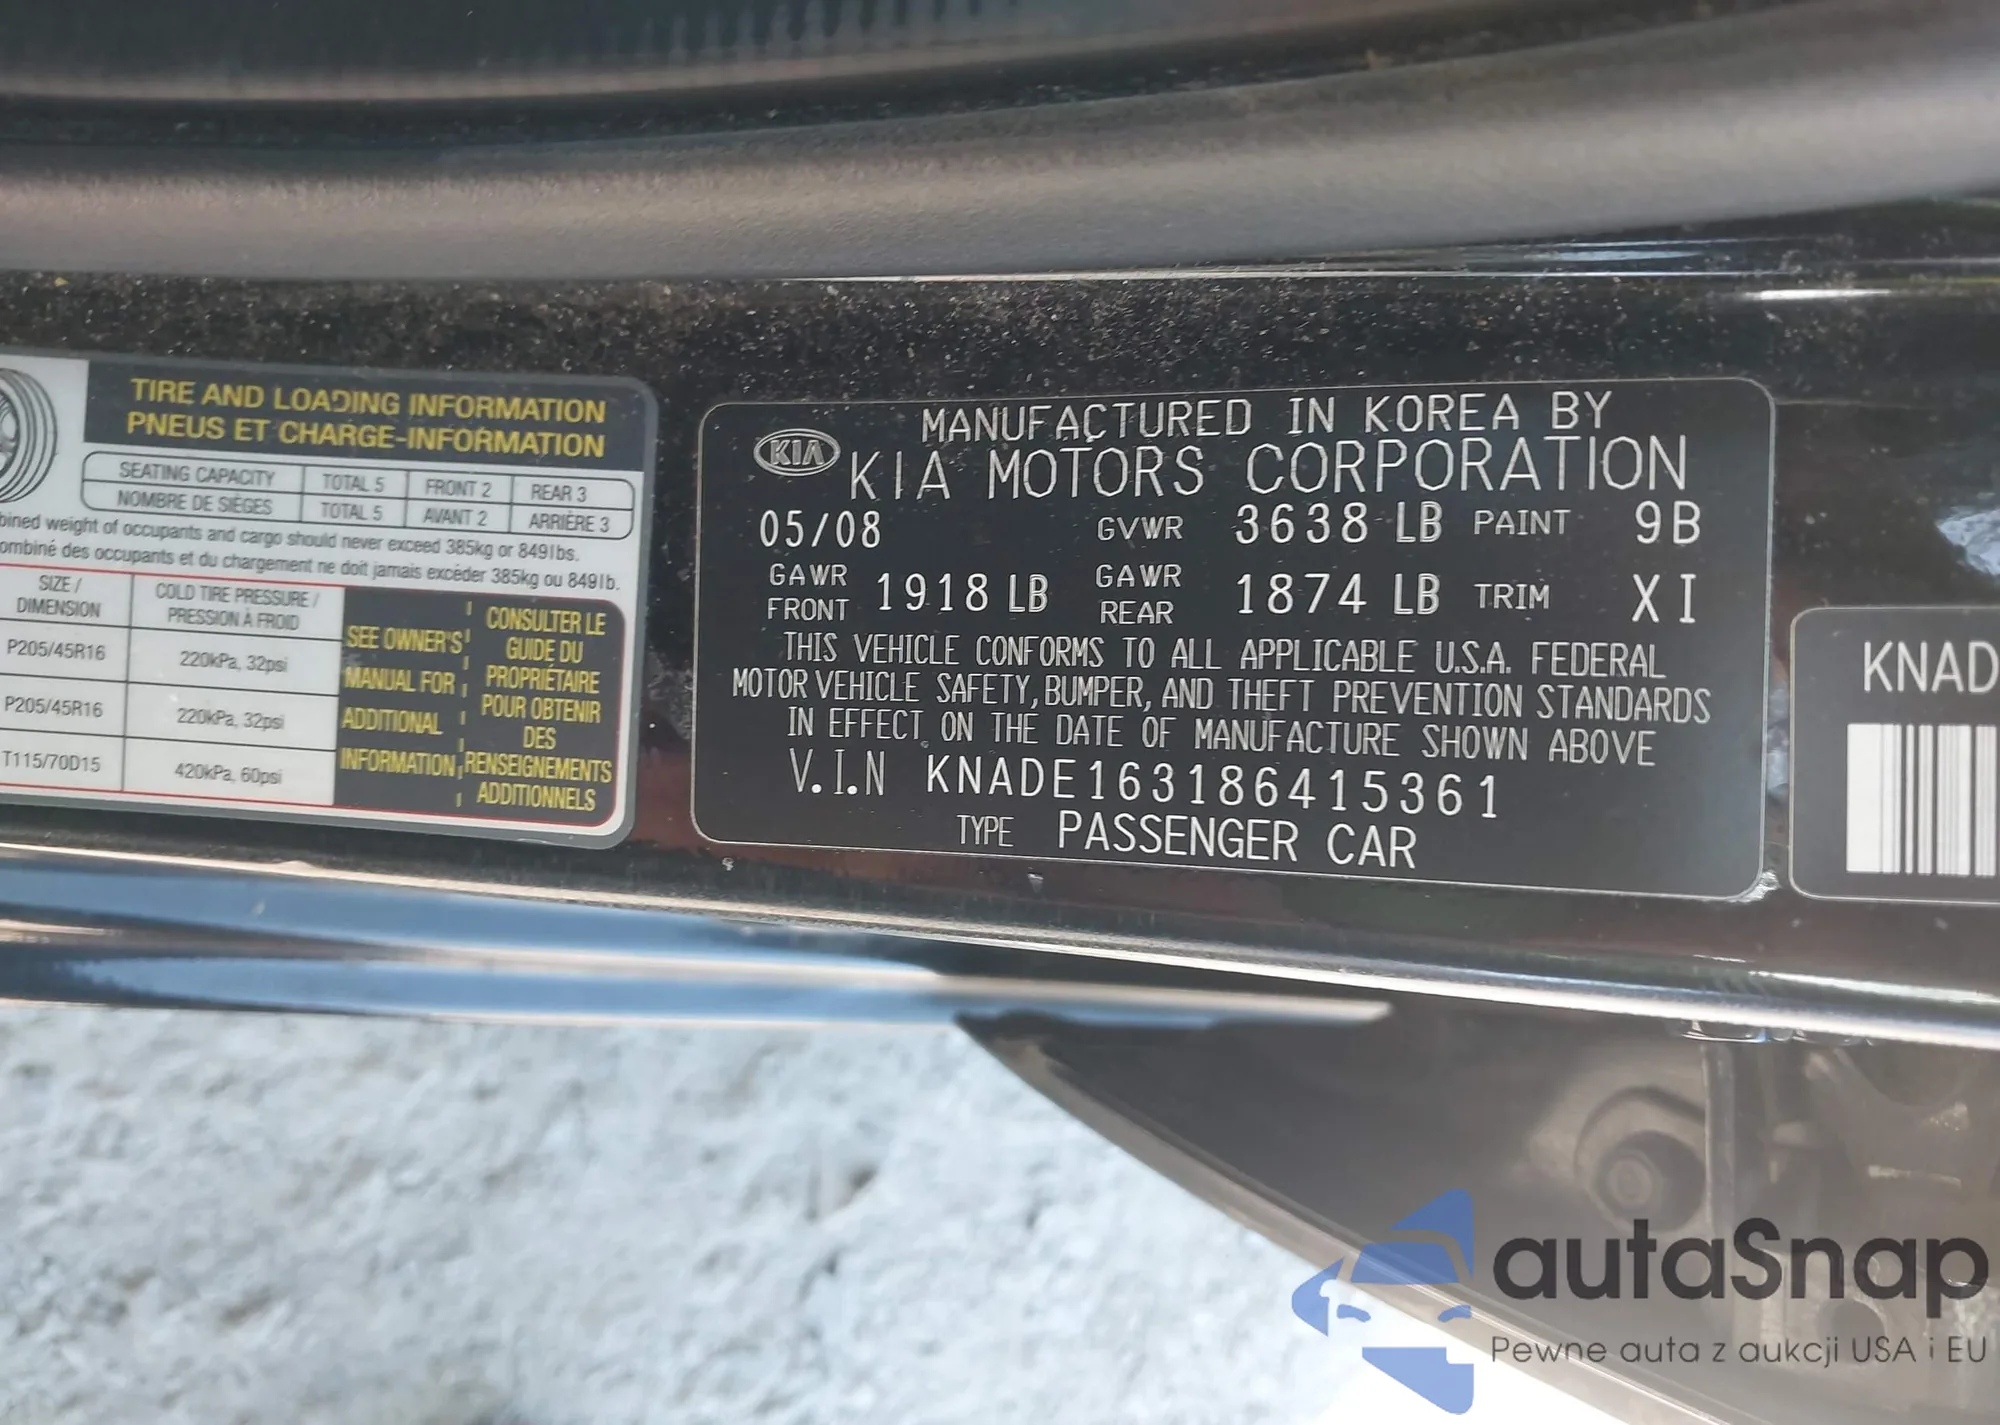 TIRE AND LOADING INFORMATION
PNEUS ET CHARGE-INFORMATION
SEATING CAPACITY TOTAL 5 FRONT 2 REAR 3
NOMBRE DE SIÈGES TOTAL 5 AVANT 2 ARRIÈRE 3
bined weight of occupants and cargo should never exceed 385kg or 849lbs.
ombiné des occupants et du chargement ne doit jamais excéder 385kg ou 849lb.
SIZE / COLD TIRE PRESSURE /
DIMENSION PRESSION À FROID
P205/45R16 220kPa, 32psi
P205/45R16 220kPa, 32psi
T115/70D15 420kPa, 60psi
SEE OWNER'S
MANUAL FOR
ADDITIONAL
INFORMATION
CONSULTER LE
GUIDE DU
PROPRIÉTAIRE
POUR OBTENIR
DES
RENSEIGNEMENTS
ADDITIONNELS
MANUFACTURED IN KOREA BY
KIA KIA MOTORS CORPORATION
05/08 GVWR 3638 LB PAINT 9B
GAWR FRONT 1918 LB GAWR REAR 1874 LB TRIM XI
THIS VEHICLE CONFORMS TO ALL APPLICABLE U.S.A. FEDERAL
MOTOR VEHICLE SAFETY, BUMPER, AND THEFT PREVENTION STANDARDS
IN EFFECT ON THE DATE OF MANUFACTURE SHOWN ABOVE
V.I.N KNADE163186415361
TYPE PASSENGER CAR
KNAD
autaSnap
Pewne auta z aukcji USA i EU